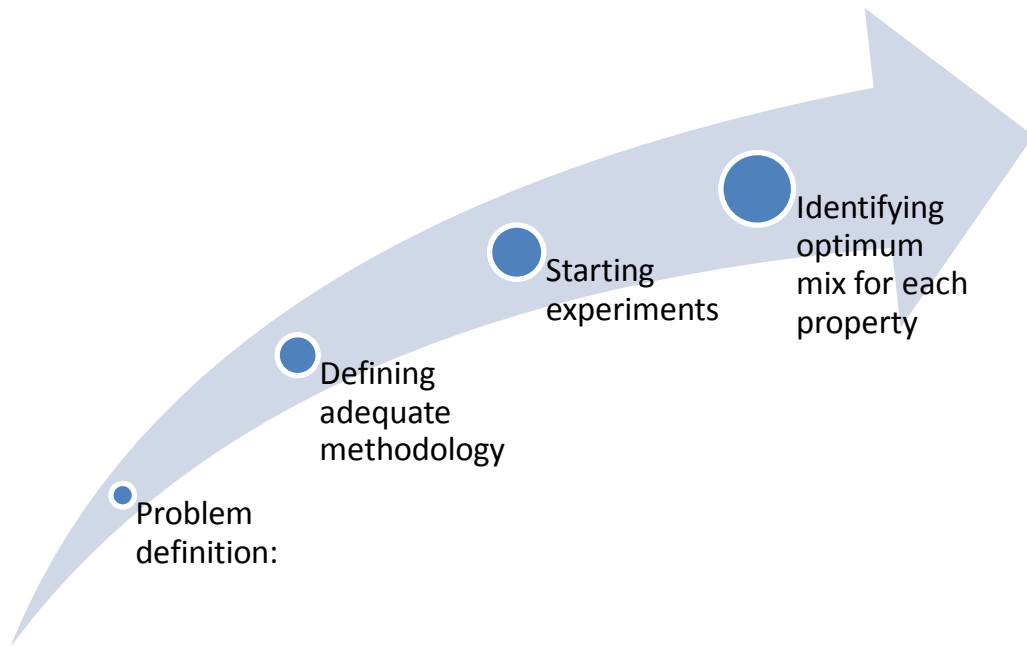 Problem
definition:
Defining
adequate
methodology
Starting
experiments
Identifying
optimum
mix for each
property